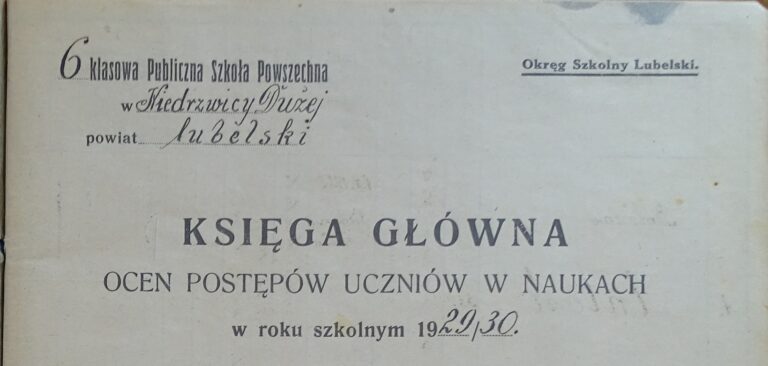 6 klasowa Publiczna Szkoła Powszechna
w Niedrzwicy Dużej
powiat lubelski
Okręg Szkolny Lubelski.
KSIĘGA GŁÓWNA
OCEN POSTĘPÓW UCZNIÓW W NAUKACH
w roku szkolnym 1929/30.